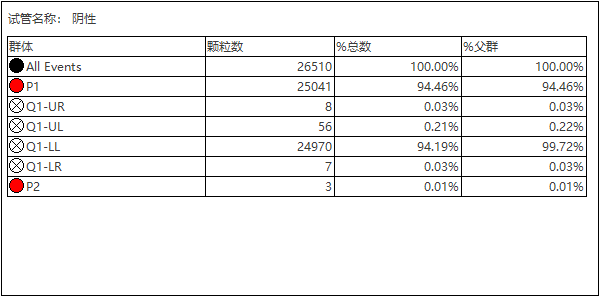 试管名称： 阴性
群体 颗粒数 %总数 %父群
All Events 26510 100.00% 100.00%
P1 25041 94.46% 94.46%
Q1-UR 8 0.03% 0.03%
Q1-UL 56 0.21% 0.22%
Q1-LL 24970 94.19% 99.72%
Q1-LR 7 0.03% 0.03%
P2 3 0.01% 0.01%